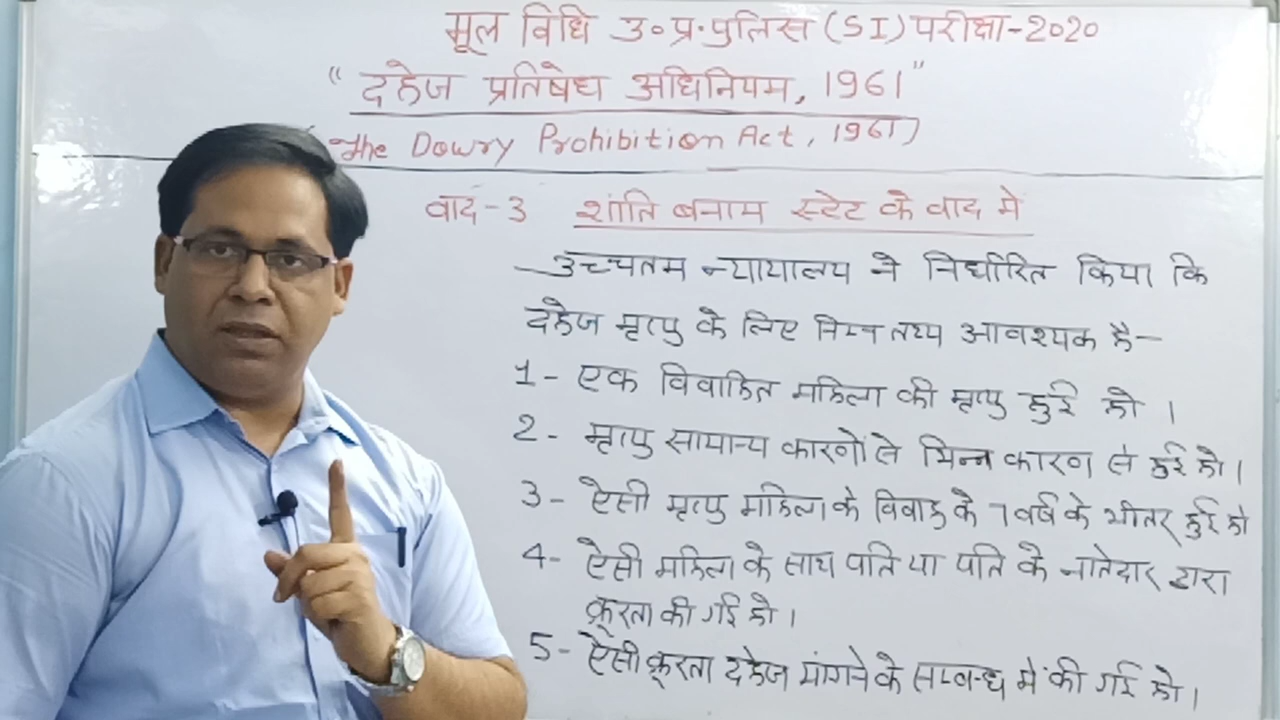 मूल विधि उ०प्र०पुलिस (SI) परीक्षा-2020
"दहेज प्रतिषेध अधिनियम, 1961"
(The Dowry Prohibition Act, 1961)
वाद-3 शांति बनाम स्टेट के वाद मे
उच्चतम न्यायालय ने निर्धारित किया कि
दहेज मृत्यु के लिए निम्न तथ्य आवश्यक है-
1- एक विवाहित महिला की मृत्यु हुई हो ।
2- मृत्यु सामान्य कारणों से भिन्न कारण से हुई हो।
3- ऐसी मृत्यु महिला के विवाह के 7 वर्ष के भीतर हुई हो
4- ऐसी महिला के साथ पति या पति के नातेदार द्वारा
क्रूरता की गई हो ।
5- ऐसी क्रूरता दहेज मांगने के सम्बन्ध में की गई हो ।